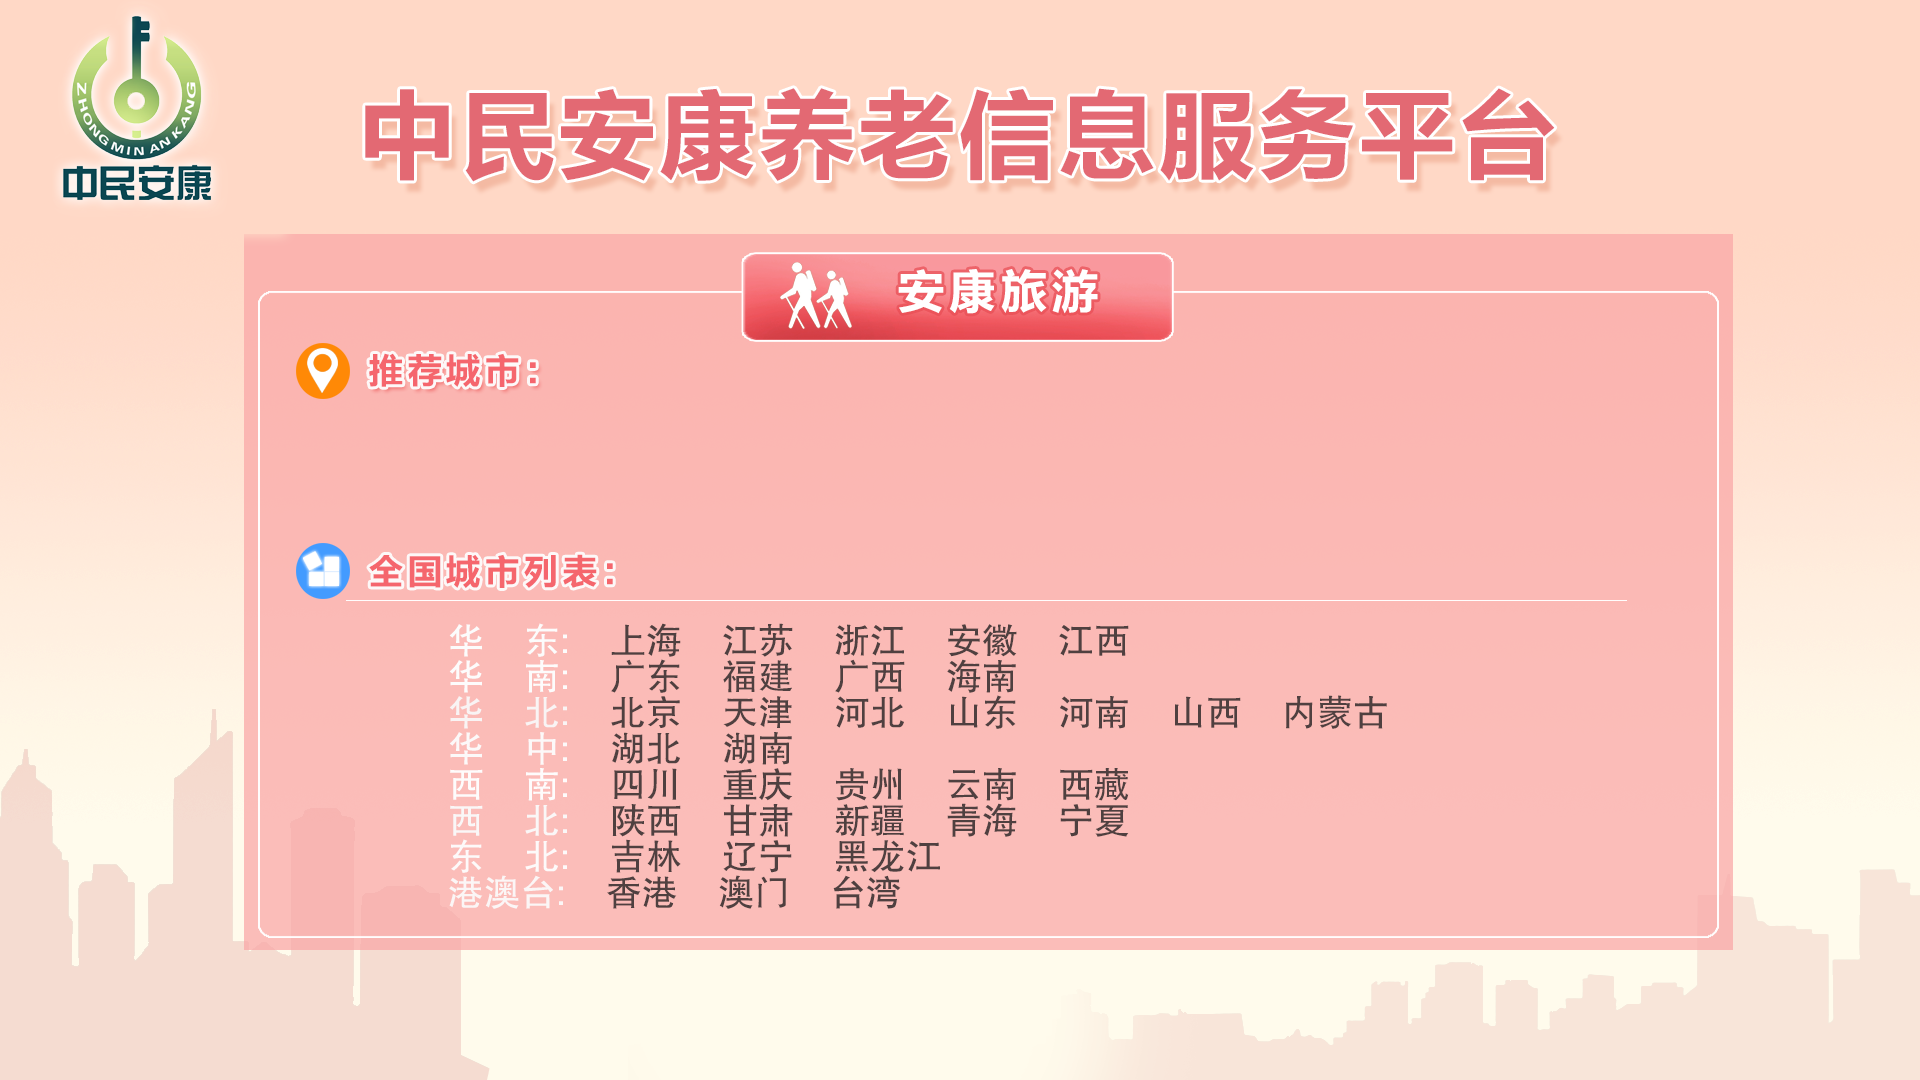 ZHONG MIN AN KANG
中民安康
中民安康养老信息服务平台
安康旅游
推荐城市：
全国城市列表：
华 东： 上海 江苏 浙江 安徽 江西
华 南： 广东 福建 广西 海南
华 北： 北京 天津 河北 山东 河南 山西 内蒙古
华 中： 湖北 湖南
西 南： 四川 重庆 贵州 云南 西藏
西 北： 陕西 甘肃 新疆 青海 宁夏
东 北： 吉林 辽宁 黑龙江
港澳台： 香港 澳门 台湾